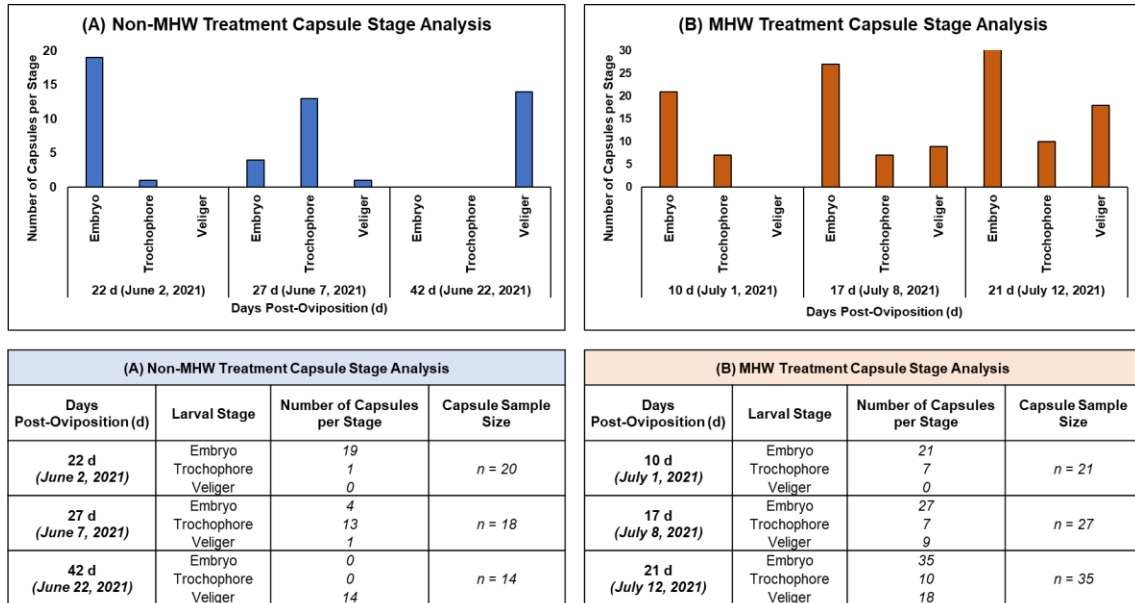 (A) Non-MHW Treatment Capsule Stage Analysis
Number of Capsules per Stage
20
15
10
5
0
Embryo
Trochophore
Veliger
Embryo
Trochophore
Veliger
Embryo
Trochophore
Veliger
22 d (June 2, 2021)
27 d (June 7, 2021)
42 d (June 22, 2021)
Days Post-Oviposition (d)
(B) MHW Treatment Capsule Stage Analysis
Number of Capsules per Stage
30
25
20
15
10
5
0
Embryo
Trochophore
Veliger
Embryo
Trochophore
Veliger
Embryo
Trochophore
Veliger
10 d (July 1, 2021)
17 d (July 8, 2021)
21 d (July 12, 2021)
Days Post-Oviposition (d)
(A) Non-MHW Treatment Capsule Stage Analysis
Days Post-Oviposition (d)
Larval Stage
Number of Capsules per Stage
Capsule Sample Size
22 d
(June 2, 2021)
Embryo 19
Trochophore 1
Veliger 0
n = 20
27 d
(June 7, 2021)
Embryo 4
Trochophore 13
Veliger 1
n = 18
42 d
(June 22, 2021)
Embryo 0
Trochophore 0
Veliger 14
n = 14
(B) MHW Treatment Capsule Stage Analysis
Days Post-Oviposition (d)
Larval Stage
Number of Capsules per Stage
Capsule Sample Size
10 d
(July 1, 2021)
Embryo 21
Trochophore 7
Veliger 0
n = 21
17 d
(July 8, 2021)
Embryo 27
Trochophore 7
Veliger 9
n = 27
21 d
(July 12, 2021)
Embryo 35
Trochophore 10
Veliger 18
n = 35